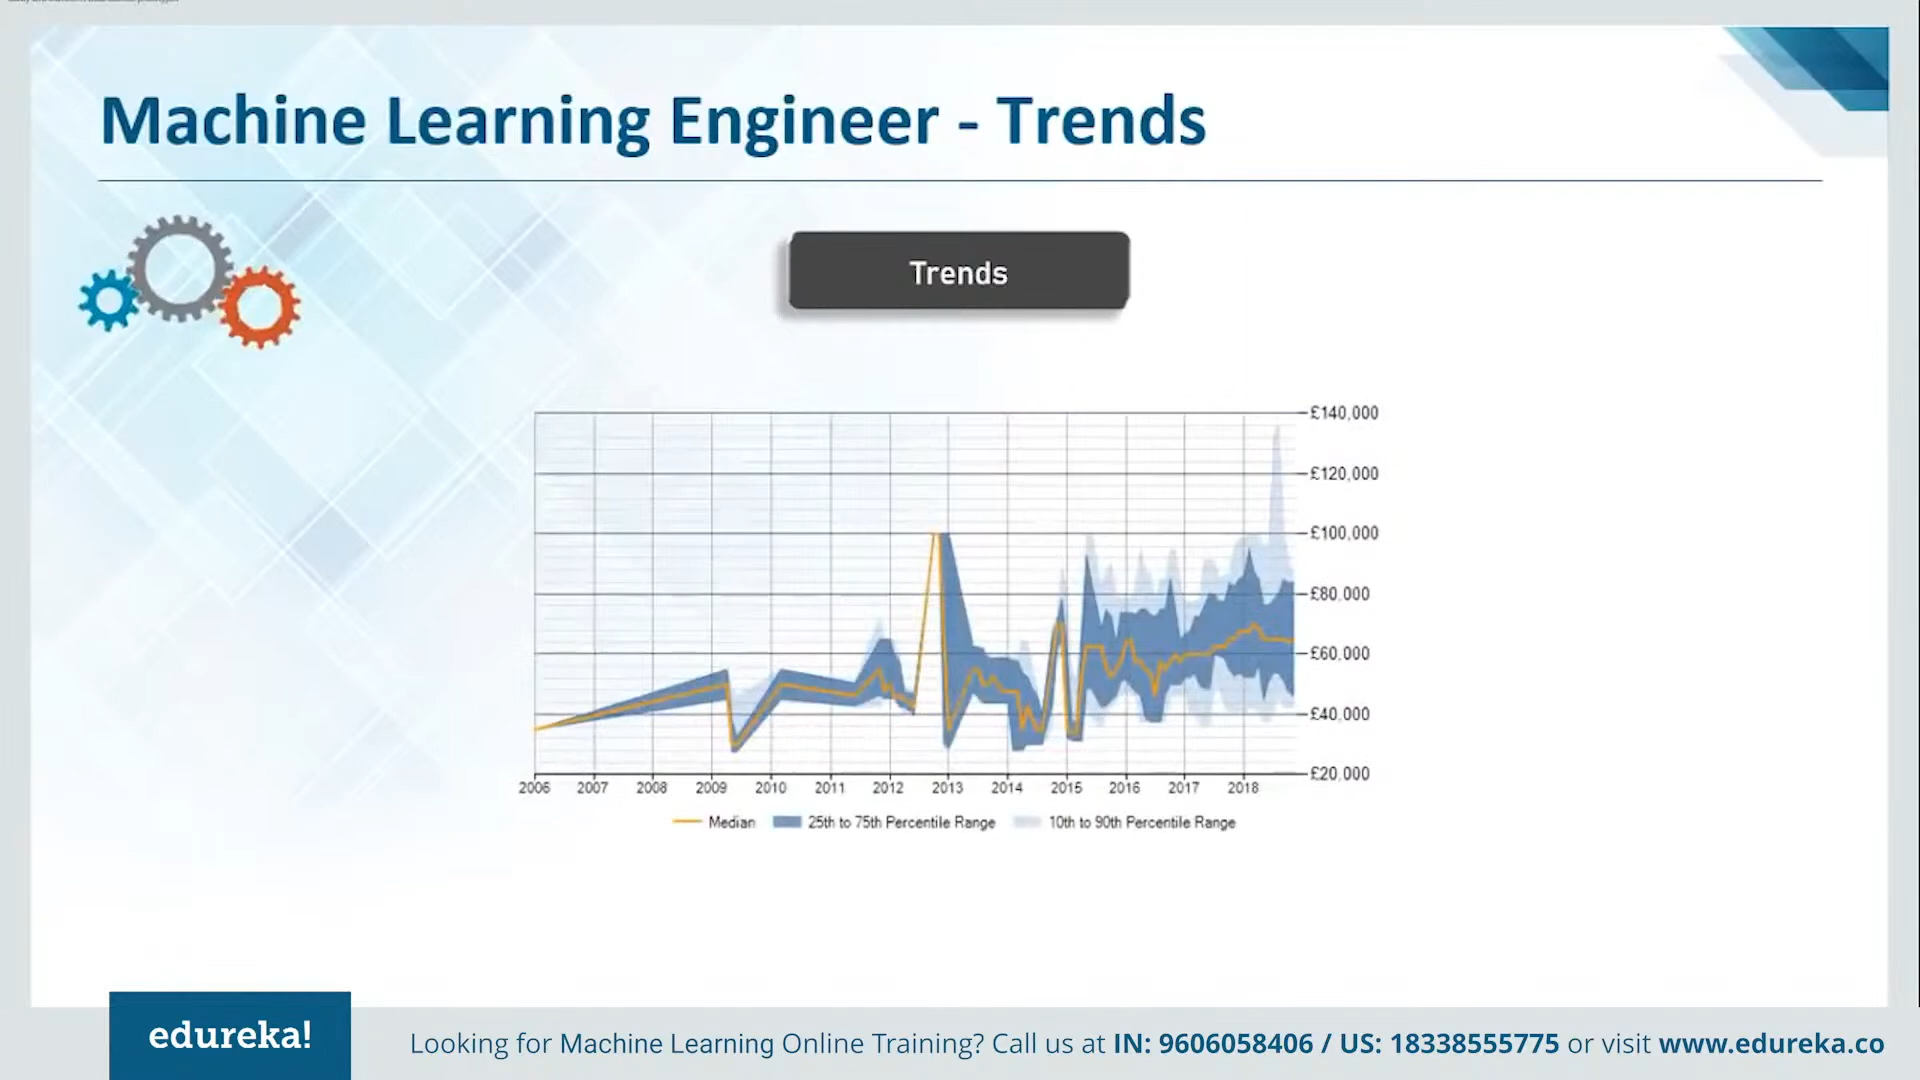 Machine Learning Engineer - Trends
Trends
£140,000
£120,000
£100,000
£80,000
£60,000
£40,000
£20,000
2006 2007 2008 2009 2010 2011 2012 2013 2014 2015 2016 2017 2018
Median 25th to 75th Percentile Range 10th to 90th Percentile Range
edureka!
Looking for Machine Learning Online Training? Call us at IN: 9606058406 / US: 18338555775 or visit www.edureka.co